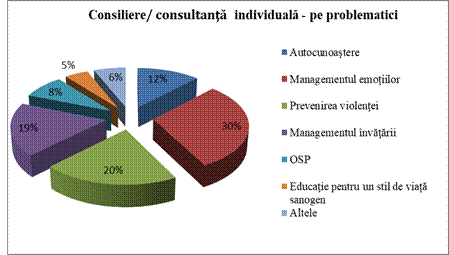 Consiliere/ consultanță individuală - pe problematici
5%
6%
12%
8%
19%
30%
20%
Autocunoaștere
Managementul emoțiilor
Prevenirea violenței
Managementul învățării
OSP
Educație pentru un stil de viață
sanogen
Altele